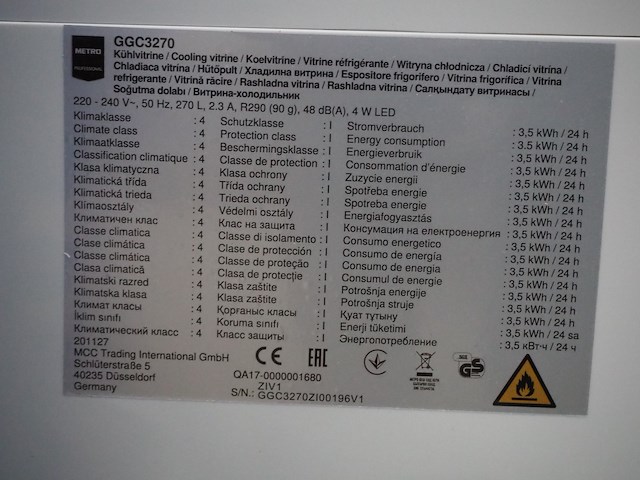 METRO
PROFESSIONAL
GGC3270
Kühlvitrine / Cooling vitrine / Koelvitrine / Vitrine réfrigérante / Witryna chłodnicza / Chladicí vitrína /
Chladiaca vitrína / Hűtőpult / Хладилна витрина / Espositore frigorifero / Vitrina frigorífica / Vitrina
refrigerante / Vitrină răcire / Rashladna vitrina / Rashladna vitrina / Салқындату витринасы /
Soğutma dolabı / Витрина-холодильник
220 - 240 V~, 50 Hz, 270 L, 2.3 A, R290 (90 g), 48 dB(A), 4 W LED
Klimaklasse : 4 Schutzklasse : I Stromverbrauch : 3,5 kWh / 24 h
Climate class : 4 Protection class : I Energy consumption : 3,5 kWh / 24 h
Klimaatklasse : 4 Beschermingsklasse : I Energieverbruik : 3,5 kWh / 24 h
Classification climatique : 4 Classe de protection : I Consommation d'énergie : 3,5 kWh / 24 h
Klasa klimatyczna : 4 Klasa ochrony : I Zuzycie energii : 3,5 kWh / 24 h
Klimatická třída : 4 Třída ochrany : I Spotřeba energie : 3,5 kWh / 24 h
Klimatická trieda : 4 Trieda ochrany : I Spotreba energie : 3,5 kWh / 24 h
Klímaosztály : 4 Védelmi osztály : I Energiafogyasztás : 3,5 kWh / 24 h
Климатичен клас : 4 Клас на защита : I Консумация на електроенергия : 3,5 kWh / 24 h
Classe climatica : 4 Classe di isolamento : I Consumo energetico : 3,5 kWh / 24 h
Clase climática : 4 Clase de protección : I Consumo de energía : 3,5 kWh / 24 h
Classe climática : 4 Classe de proteção : I Consumo de energia : 3,5 kWh / 24 h
Clasa climatică : 4 Clasa de protecţie : I Consumul de energie : 3,5 kWh / 24 h
Klimatski razred : 4 Klasa zaštite : I Potrošnja energije : 3,5 kWh / 24 h
Klimatska klasa : 4 Klasa zaštite : I Potrošnja struje : 3,5 kWh / 24 h
Климат класы : 4 Қорғаныс класы : I Қуат тұтыну : 3,5 kWh / 24 h
İklim sınıfı : 4 Koruma sınıfı : I Enerji tüketimi : 3,5 kWh / 24 sa
Климатический класс : 4 Класс защиты : I Энергопотребление : 3,5 кВт·ч / 24 ч
201127
MCC Trading International GmbH
Schlüterstraße 5
40235 Düsseldorf
Germany
CE EAC
QA17-0000001680
ZIV1
S/N.: GGC3270ZI00196V1
GS